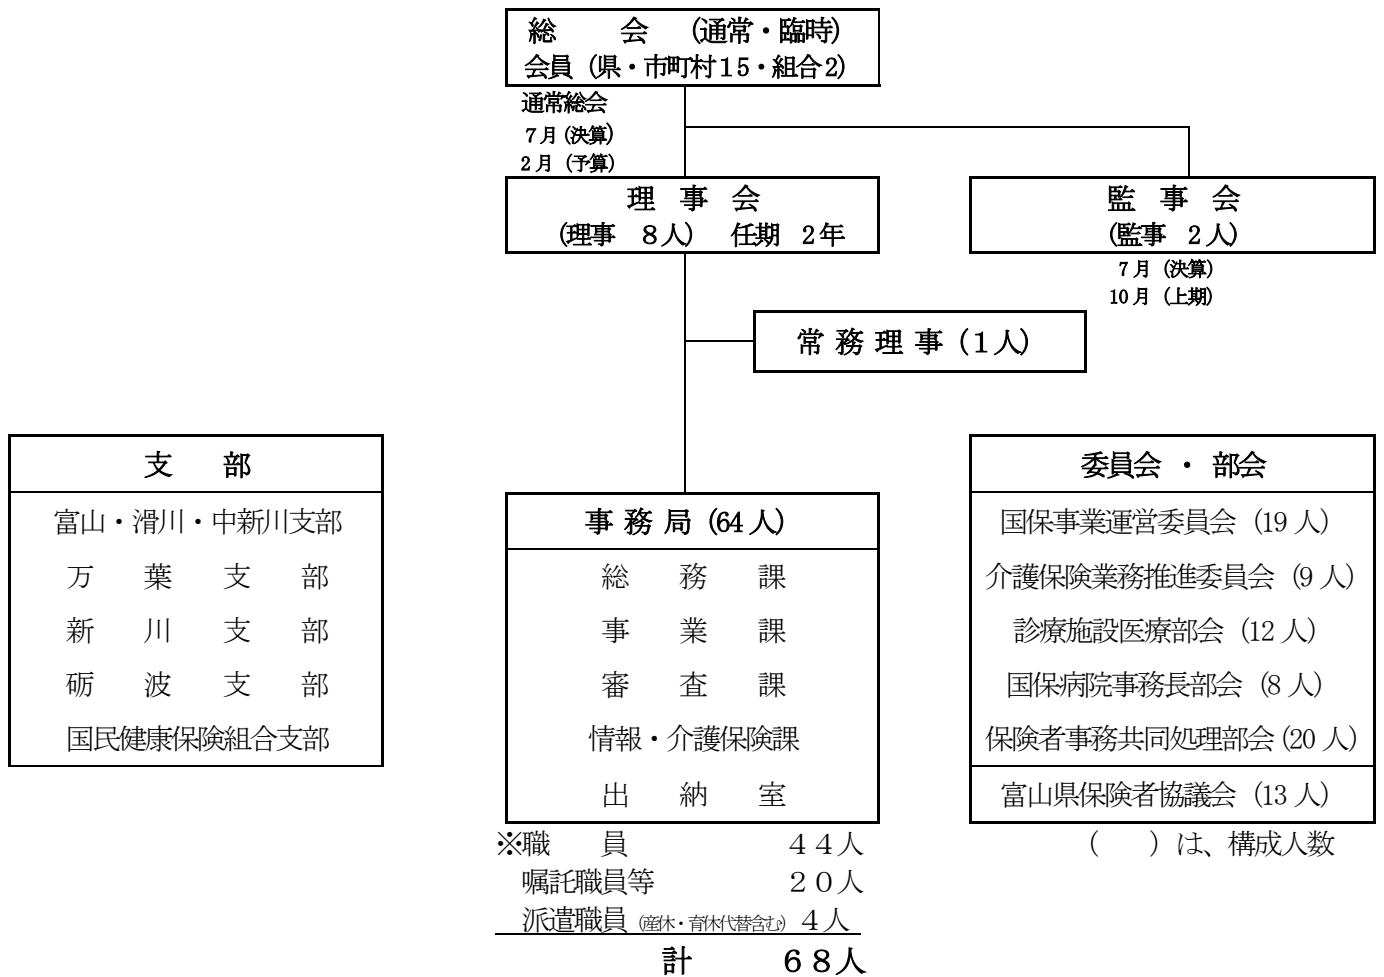 総　会　(通常・臨時)
会員（県・市町村15・組合2）
通常総会
7月(決算)
2月（予算）
理　事　会
(理事　８人)　任期　2年
監　事　会
(監事　2人)
7月（決算）
10月（上期）
常 務 理 事 (１人)
支　部
富山・滑川・中新川支部
万　葉　支　部
新　川　支　部
砺　波　支　部
国民健康保険組合支部
事 務 局 (64人)
総　務　課
事　業　課
審　査　課
情報・介護保険課
出　納　室
※職　員　４４人
嘱託職員等　２０人
派遣職員（産休・育休代替含む）４人
計　６８人
委員会 ・ 部会
国保事業運営委員会（19人）
介護保険業務推進委員会（9人）
診療施設医療部会（12人）
国保病院事務長部会（8人）
保険者事務共同処理部会(20人)
富山県保険者協議会（13人）
（　）は、構成人数